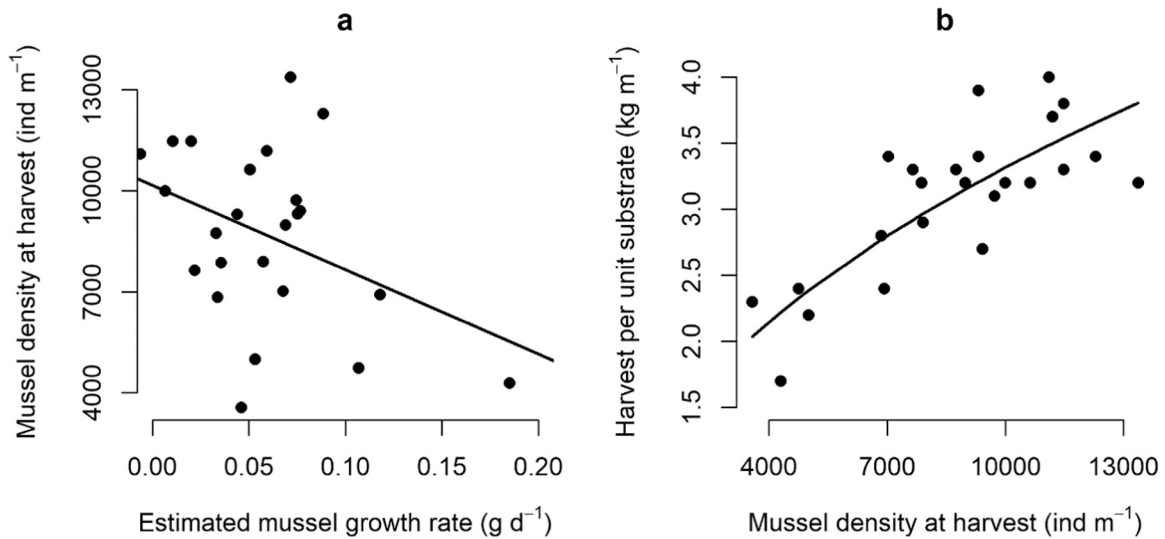 a
Mussel density at harvest (ind m⁻¹)
13000
10000
7000
4000
0.00 0.05 0.10 0.15 0.20
Estimated mussel growth rate (g d⁻¹)
b
Harvest per unit substrate (kg m⁻¹)
4.0
3.5
3.0
2.5
2.0
1.5
4000 7000 10000 13000
Mussel density at harvest (ind m⁻¹)